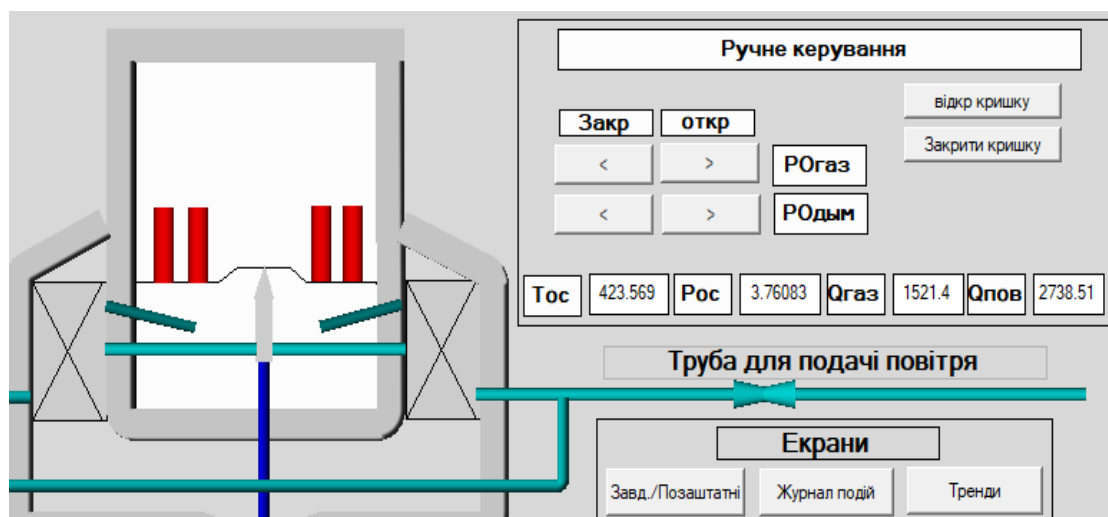 Ручне керування
відкр кришку
Закр откр
Закрити кришку
< > РОгаз
< > РОдым
Тос 423.569 Рос 3.76083 Qгаз 1521.4 Qпов 2738.51
Труба для подачі повітря
Екрани
Завд./Позаштатні Журнал подій Тренди